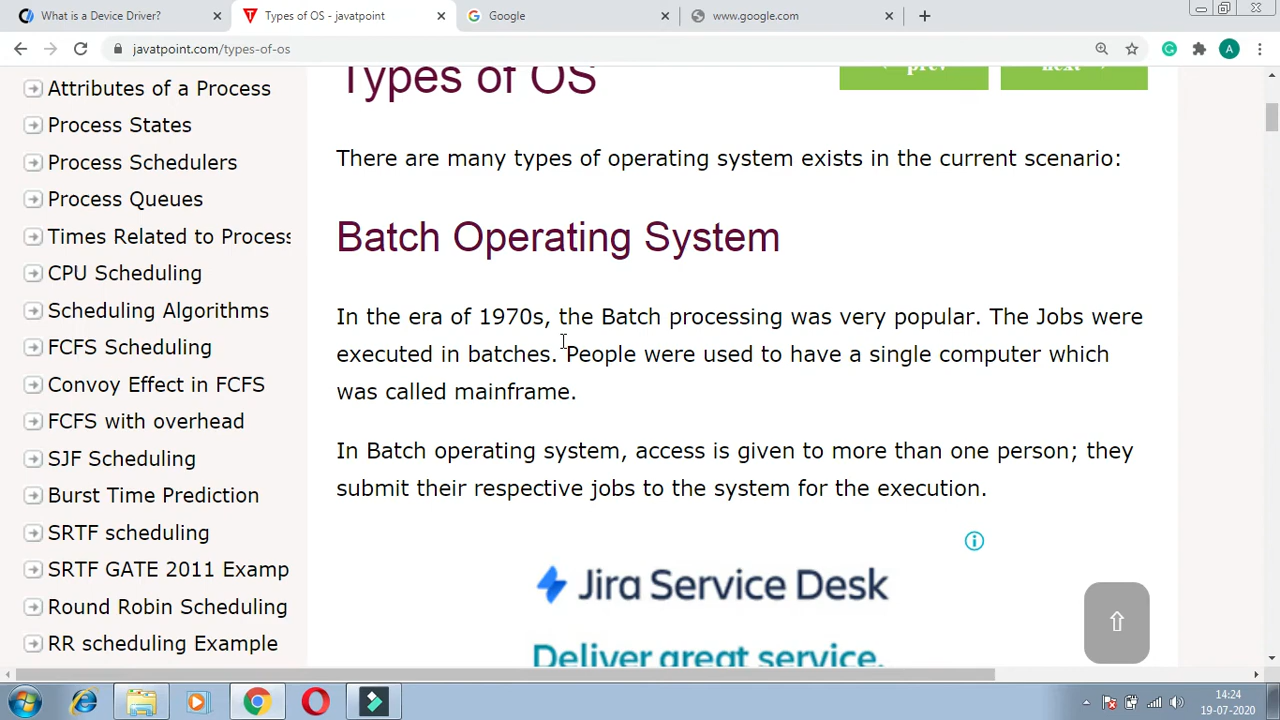 What is a Device Driver?
Types of OS - javatpoint
Google
www.google.com
javatpoint.com/types-of-os
A
Types of OS
prev
next
Attributes of a Process
Process States
Process Schedulers
Process Queues
Times Related to Process
CPU Scheduling
Scheduling Algorithms
FCFS Scheduling
Convoy Effect in FCFS
FCFS with overhead
SJF Scheduling
Burst Time Prediction
SRTF scheduling
SRTF GATE 2011 Examp
Round Robin Scheduling
RR scheduling Example
There are many types of operating system exists in the current scenario:
Batch Operating System
In the era of 1970s, the Batch processing was very popular. The Jobs were
executed in batches. People were used to have a single computer which
was called mainframe.
In Batch operating system, access is given to more than one person; they
submit their respective jobs to the system for the execution.
Jira Service Desk
Deliver great service.
14:24
19-07-2020